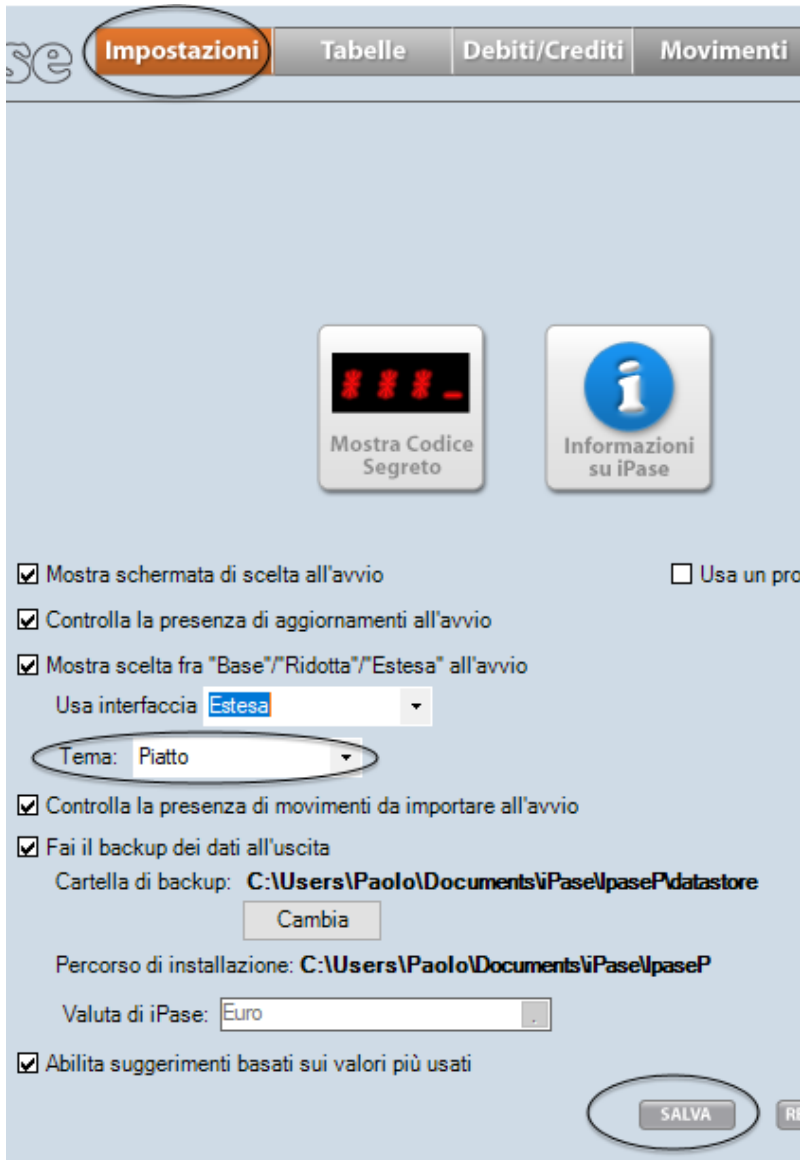 se Impostazioni Tabelle Debiti/Crediti Movimenti
Mostra Codice
Segreto
Informazioni
su iPase
Mostra schermata di scelta all'avvio
Usa un pro
Controlla la presenza di aggiornamenti all'avvio
Mostra scelta fra "Base"/"Ridotta"/"Estesa" all'avvio
Usa interfaccia Estesa
Tema: Piatto
Controlla la presenza di movimenti da importare all'avvio
Fai il backup dei dati all'uscita
Cartella di backup: C:\Users\Paolo\Documents\iPase\IpaseP\datastore
Cambia
Percorso di installazione: C:\Users\Paolo\Documents\iPase\IpaseP
Valuta di iPase: Euro
Abilita suggerimenti basati sui valori più usati
SALVA RE